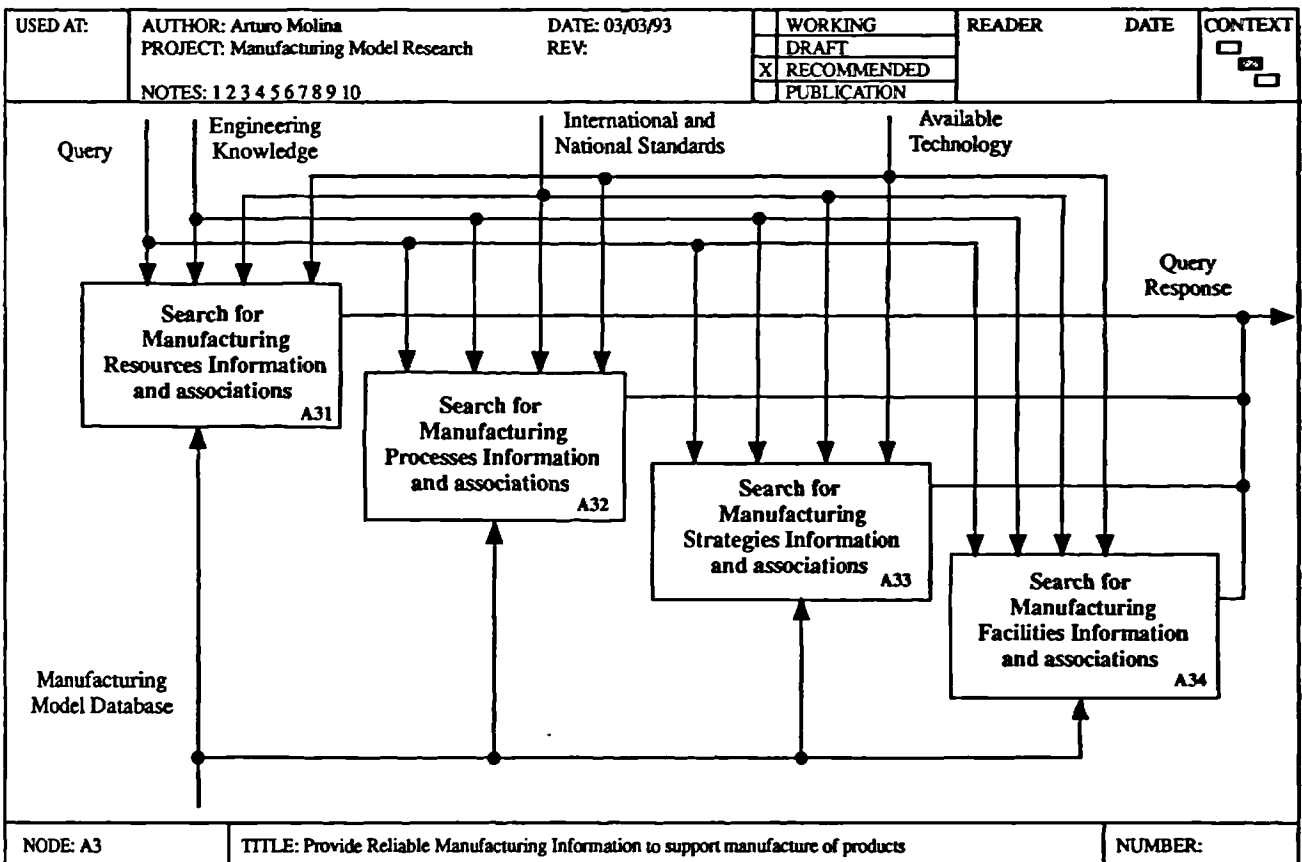 USED AT:
AUTHOR: Arturo Molina
DATE: 03/03/93
PROJECT: Manufacturing Model Research
REV:
NOTES: 1 2 3 4 5 6 7 8 9 10
WORKING
DRAFT
X RECOMMENDED
PUBLICATION
READER
DATE
CONTEXT
Query
Engineering
Knowledge
International and
National Standards
Available
Technology
Query
Response
Search for
Manufacturing
Resources Information
and associations
A31
Search for
Manufacturing
Processes Information
and associations
A32
Search for
Manufacturing
Strategies Information
and associations
A33
Search for
Manufacturing
Facilities Information
and associations
A34
Manufacturing
Model Database
NODE: A3
TITLE: Provide Reliable Manufacturing Information to support manufacture of products
NUMBER: